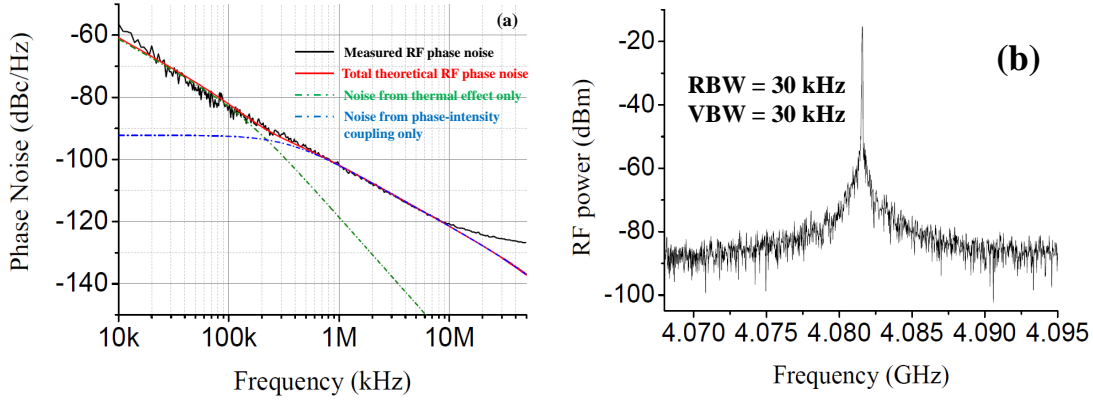 (a)
Measured RF phase noise
Total theoretical RF phase noise
Noise from thermal effect only
Noise from phase-intensity
coupling only
Phase Noise (dBc/Hz)
-60
-80
-100
-120
-140
10k
100k
1M
10M
Frequency (kHz)
(b)
RBW = 30 kHz
VBW = 30 kHz
RF power (dBm)
-20
-40
-60
-80
-100
4.070
4.075
4.080
4.085
4.090
4.095
Frequency (GHz)